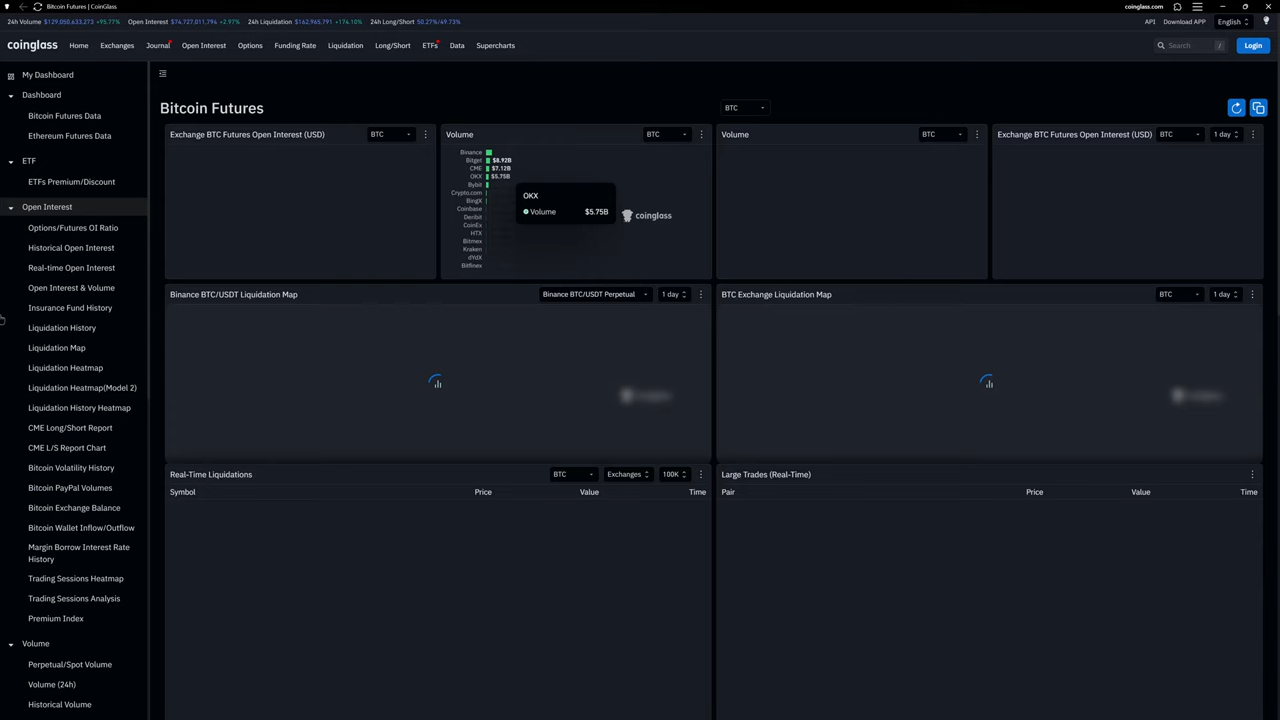 Bitcoin Futures | CoinGlass
coinglass.com
24h Volume $129,050,633,273 +95.77% Open Interest $74,727,011,794 +2.97% 24h Liquidation $162,965,791 +174.10% 24h Long/Short 50.27%/49.73%
API Download APP English
coinglass Home Exchanges Journal Open Interest Options Funding Rate Liquidation Long/Short ETFs Data Supercharts
Search / Login
My Dashboard
Dashboard
Bitcoin Futures Data
Ethereum Futures Data
ETF
ETFs Premium/Discount
Open Interest
Options/Futures OI Ratio
Historical Open Interest
Real-time Open Interest
Open Interest & Volume
Insurance Fund History
Liquidation History
Liquidation Map
Liquidation Heatmap
Liquidation Heatmap(Model 2)
Liquidation History Heatmap
CME Long/Short Report
CME L/S Report Chart
Bitcoin Volatility History
Bitcoin PayPal Volumes
Bitcoin Exchange Balance
Bitcoin Wallet Inflow/Outflow
Margin Borrow Interest Rate
History
Trading Sessions Heatmap
Trading Sessions Analysis
Premium Index
Volume
Perpetual/Spot Volume
Volume (24h)
Historical Volume
Bitcoin Futures
BTC
Exchange BTC Futures Open Interest (USD) BTC
Volume BTC
Binance
Bitget $8.92B
CME $7.12B
OKX $5.75B
Bybit
Crypto.com
BingX
Coinbase
Deribit
CoinEx
HTX
Bitmex
Kraken
dYdX
Bitfinex
OKX
Volume $5.75B
coinglass
Volume BTC
Exchange BTC Futures Open Interest (USD) BTC 1 day
Binance BTC/USDT Liquidation Map Binance BTC/USDT Perpetual 1 day
BTC Exchange Liquidation Map BTC 1 day
Real-Time Liquidations BTC Exchanges 100K
Symbol Price Value Time
Large Trades (Real-Time)
Pair Price Value Time